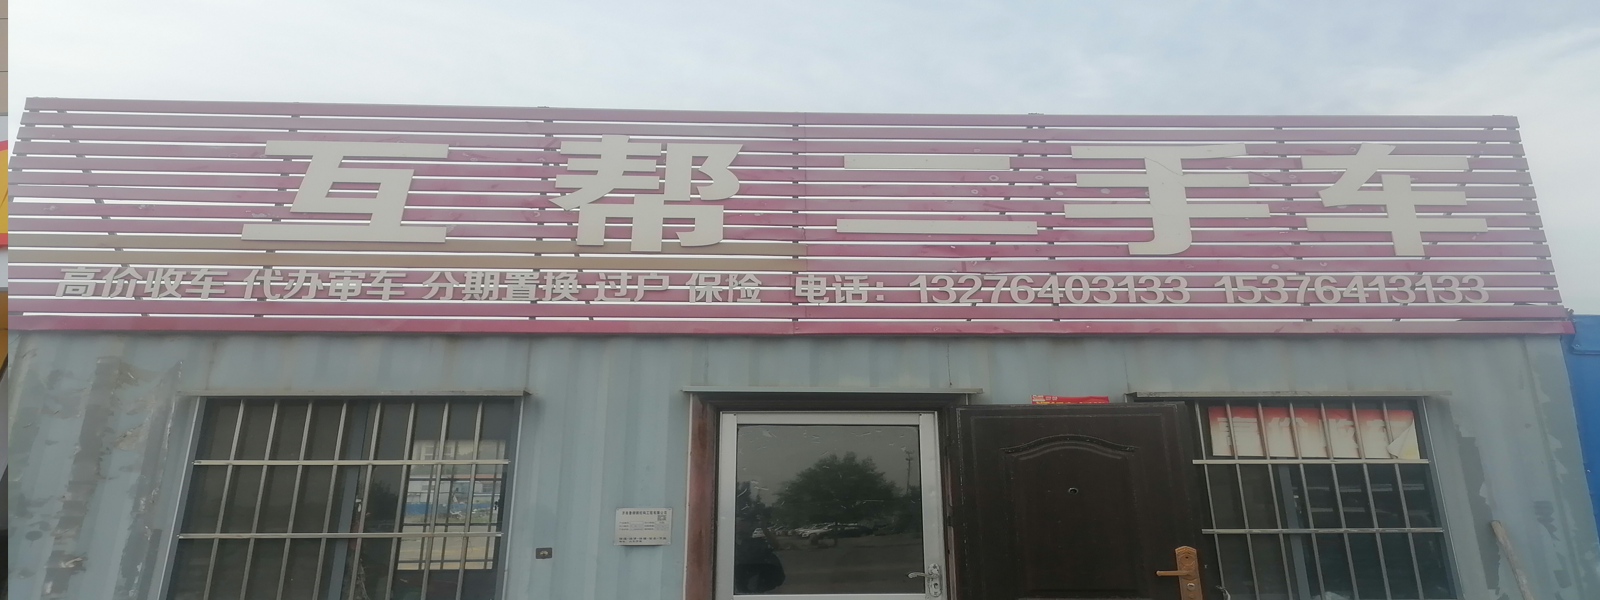 互帮二手车
高价收车 代办审车 分期置换 过户 保险 电话：13276403133 15376413133